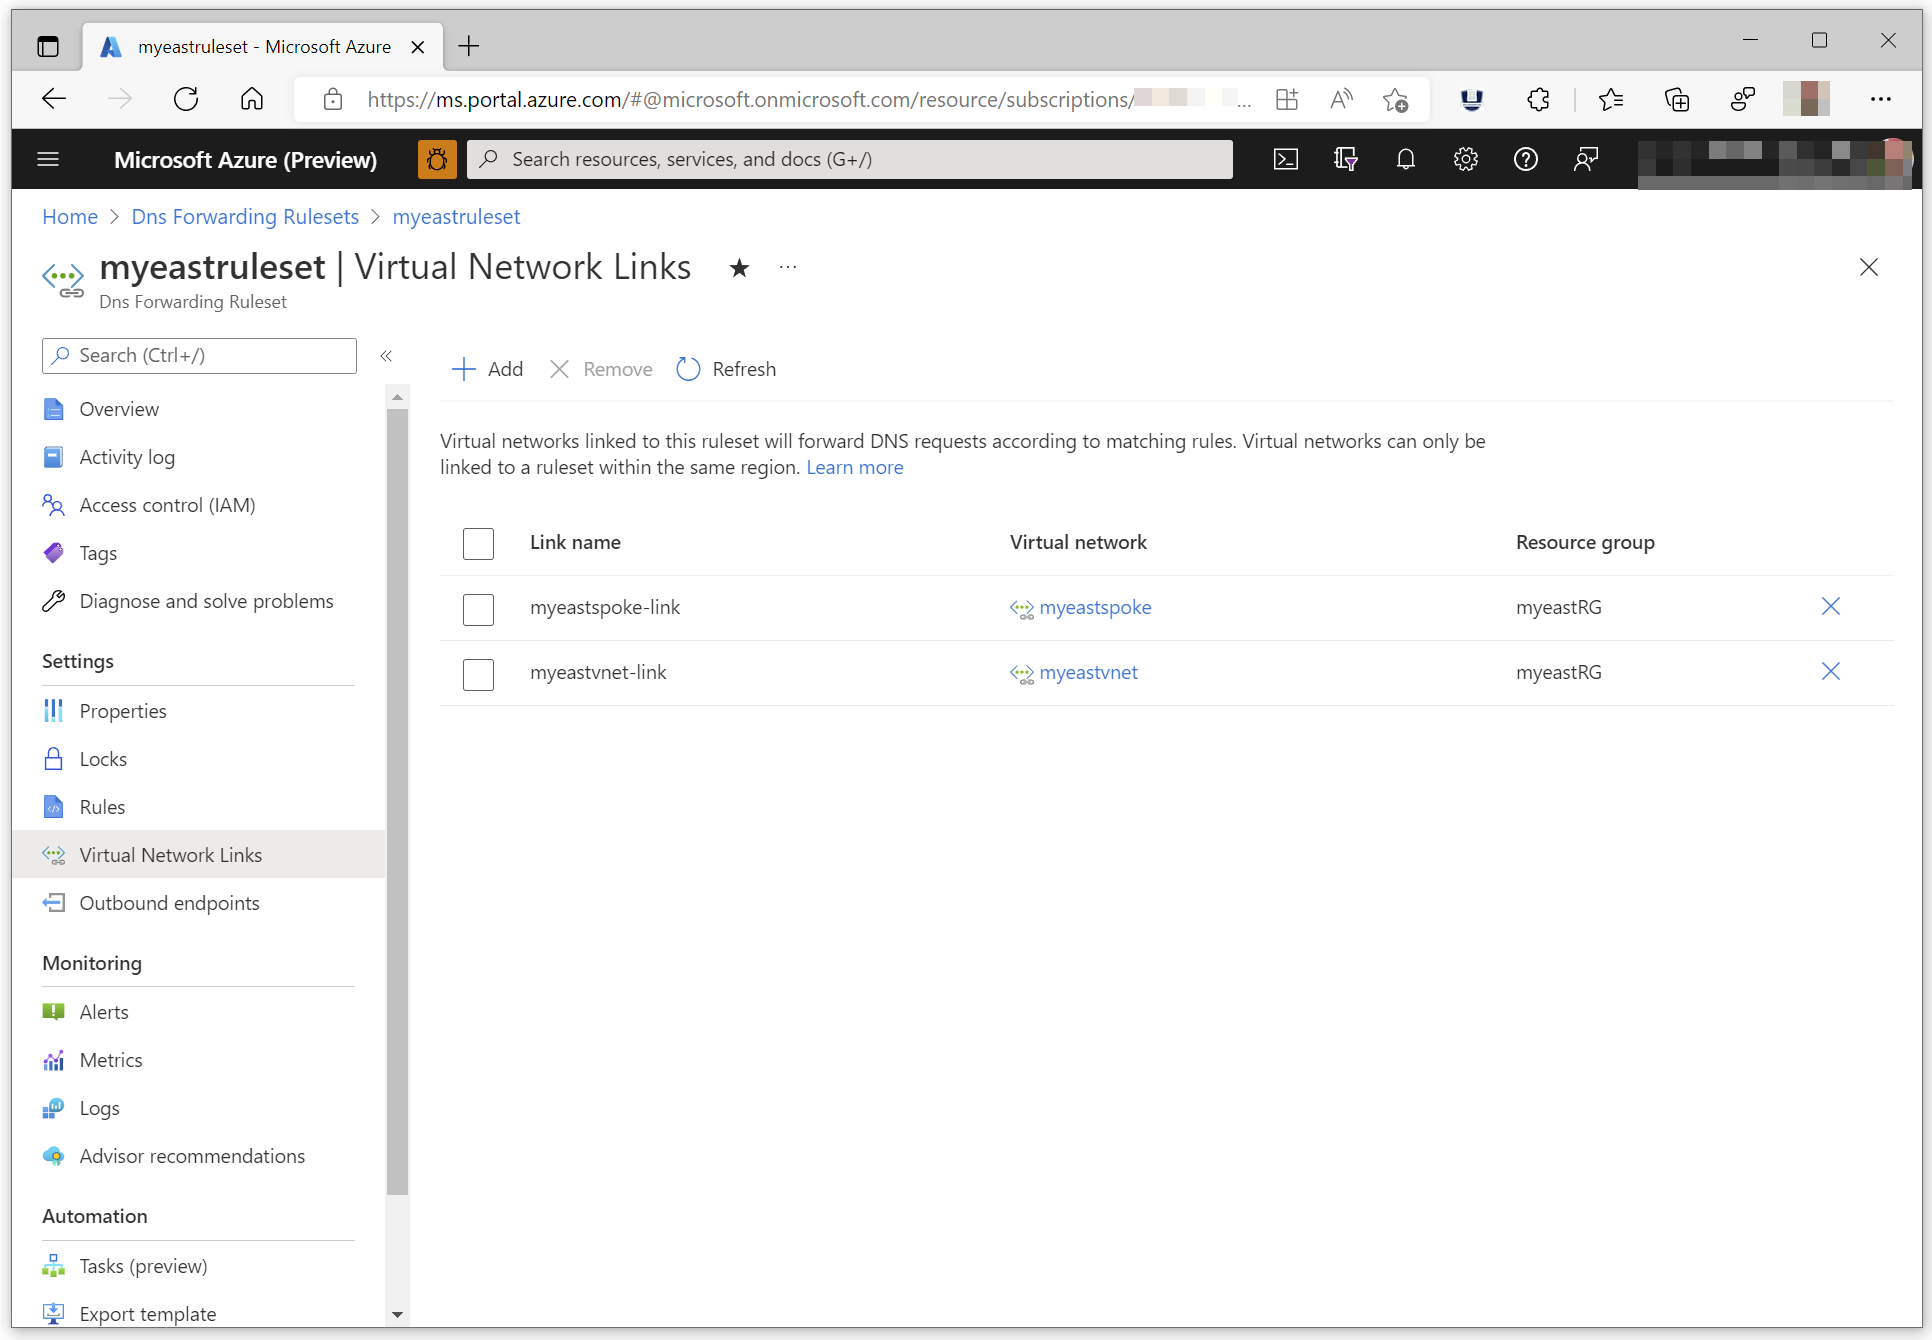 myeastruleset - Microsoft Azure
https://ms.portal.azure.com/#@microsoft.onmicrosoft.com/resource/subscriptions/ ...
Microsoft Azure (Preview)
Search resources, services, and docs (G+/)
Home > Dns Forwarding Rulesets > myeastruleset
myeastruleset | Virtual Network Links
Dns Forwarding Ruleset
Search (Ctrl+/)
Overview
Activity log
Access control (IAM)
Tags
Diagnose and solve problems
Settings
Properties
Locks
Rules
Virtual Network Links
Outbound endpoints
Monitoring
Alerts
Metrics
Logs
Advisor recommendations
Automation
Tasks (preview)
Export template
Add Remove Refresh
Virtual networks linked to this ruleset will forward DNS requests according to matching rules. Virtual networks can only be
linked to a ruleset within the same region. Learn more
Link name Virtual network Resource group
myeastspoke-link myeastspoke myeastRG
myeastvnet-link myeastvnet myeastRG